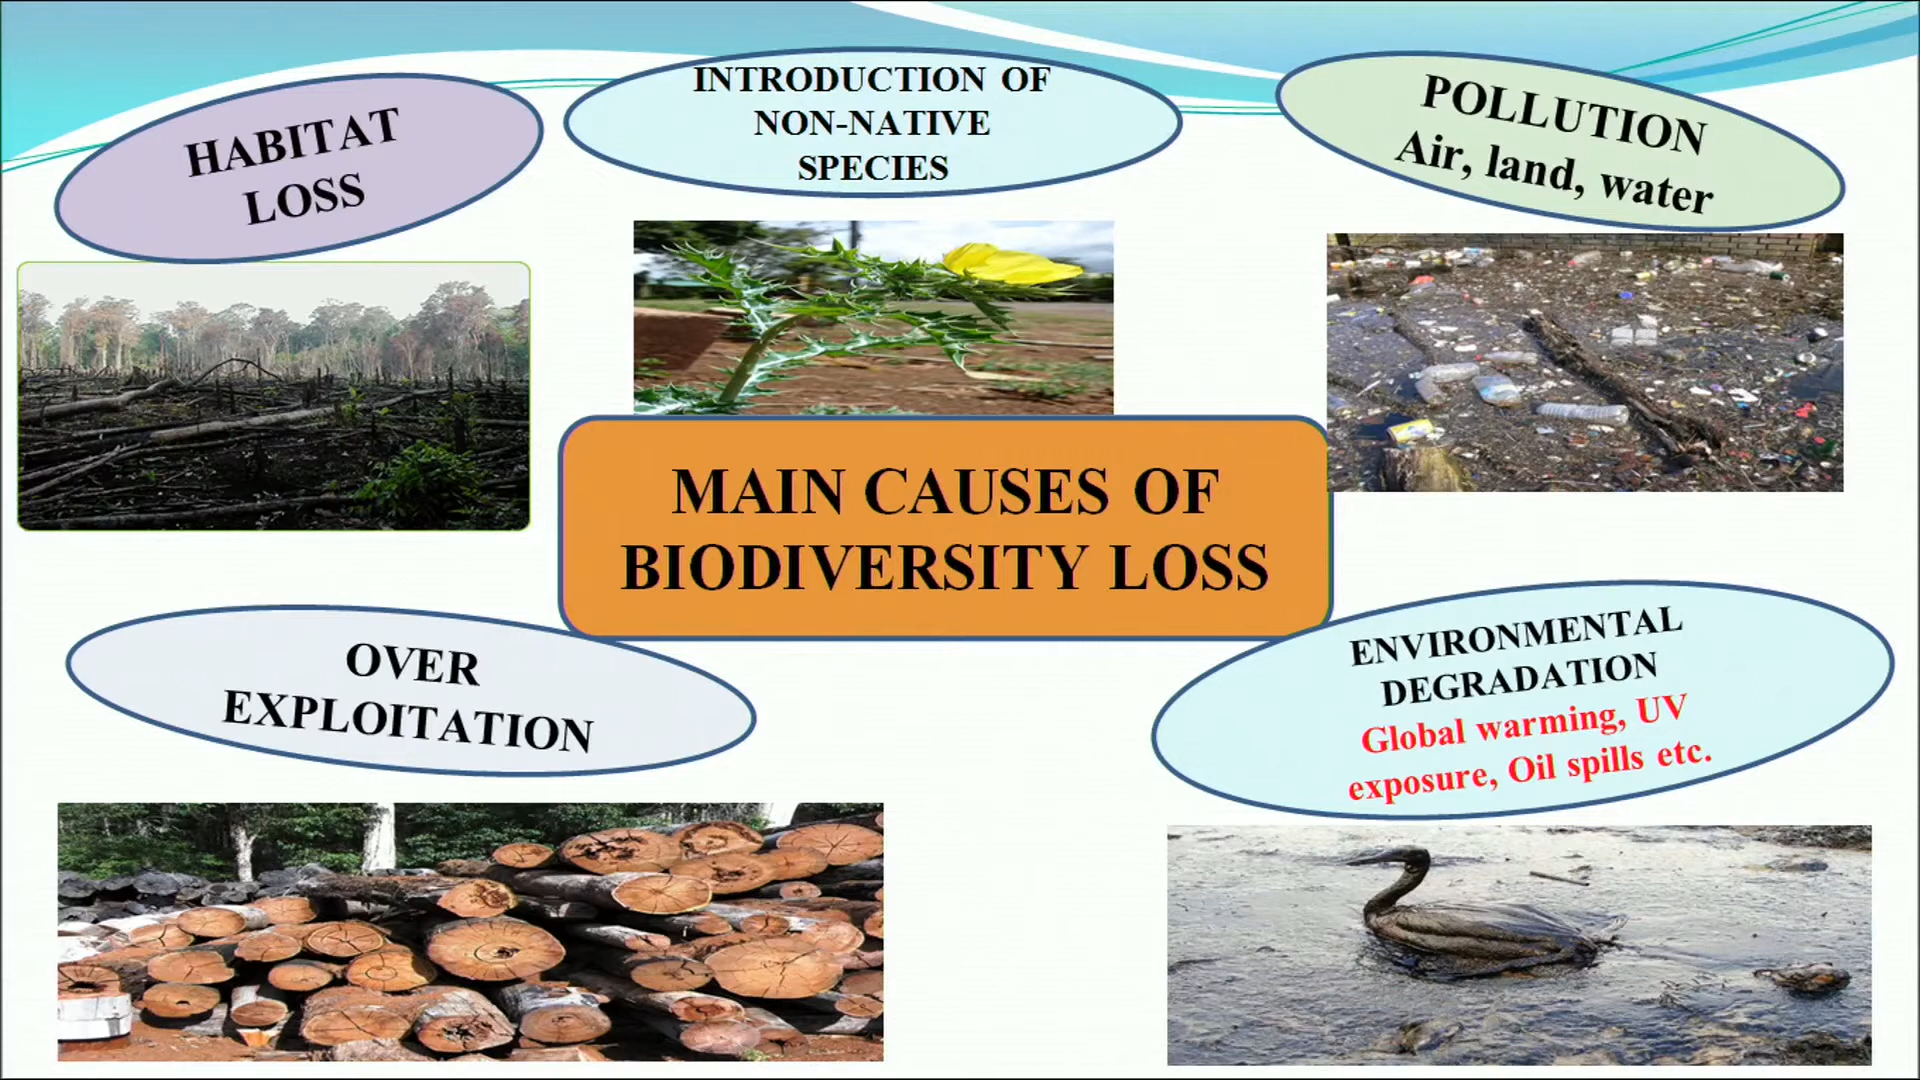 HABITAT
LOSS
INTRODUCTION OF
NON-NATIVE
SPECIES
POLLUTION
Air, land, water
MAIN CAUSES OF
BIODIVERSITY LOSS
OVER
EXPLOITATION
ENVIRONMENTAL
DEGRADATION
Global warming, UV
exposure, Oil spills etc.